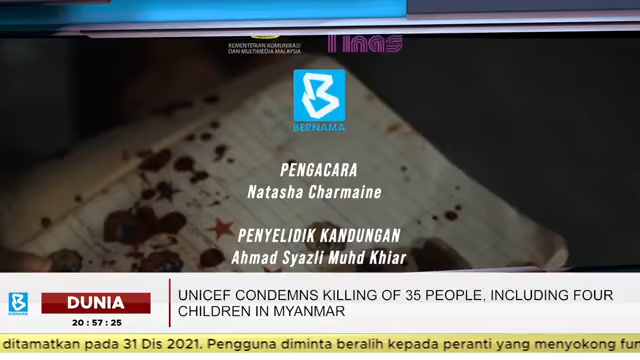 KEMENTERIAN KOMUNIKASI
DAN MULTIMEDIA MALAYSIA
BERNAMA
PENGACARA
Natasha Charmaine
PENYELIDIK KANDUNGAN
Ahmad Syazli Muhd Khiar
BERNAMA
DUNIA
20:57:25
UNICEF CONDEMNS KILLING OF 35 PEOPLE, INCLUDING FOUR
CHILDREN IN MYANMAR
ditamatkan pada 31 Dis 2021. Pengguna diminta beralih kepada peranti yang menyokong fun